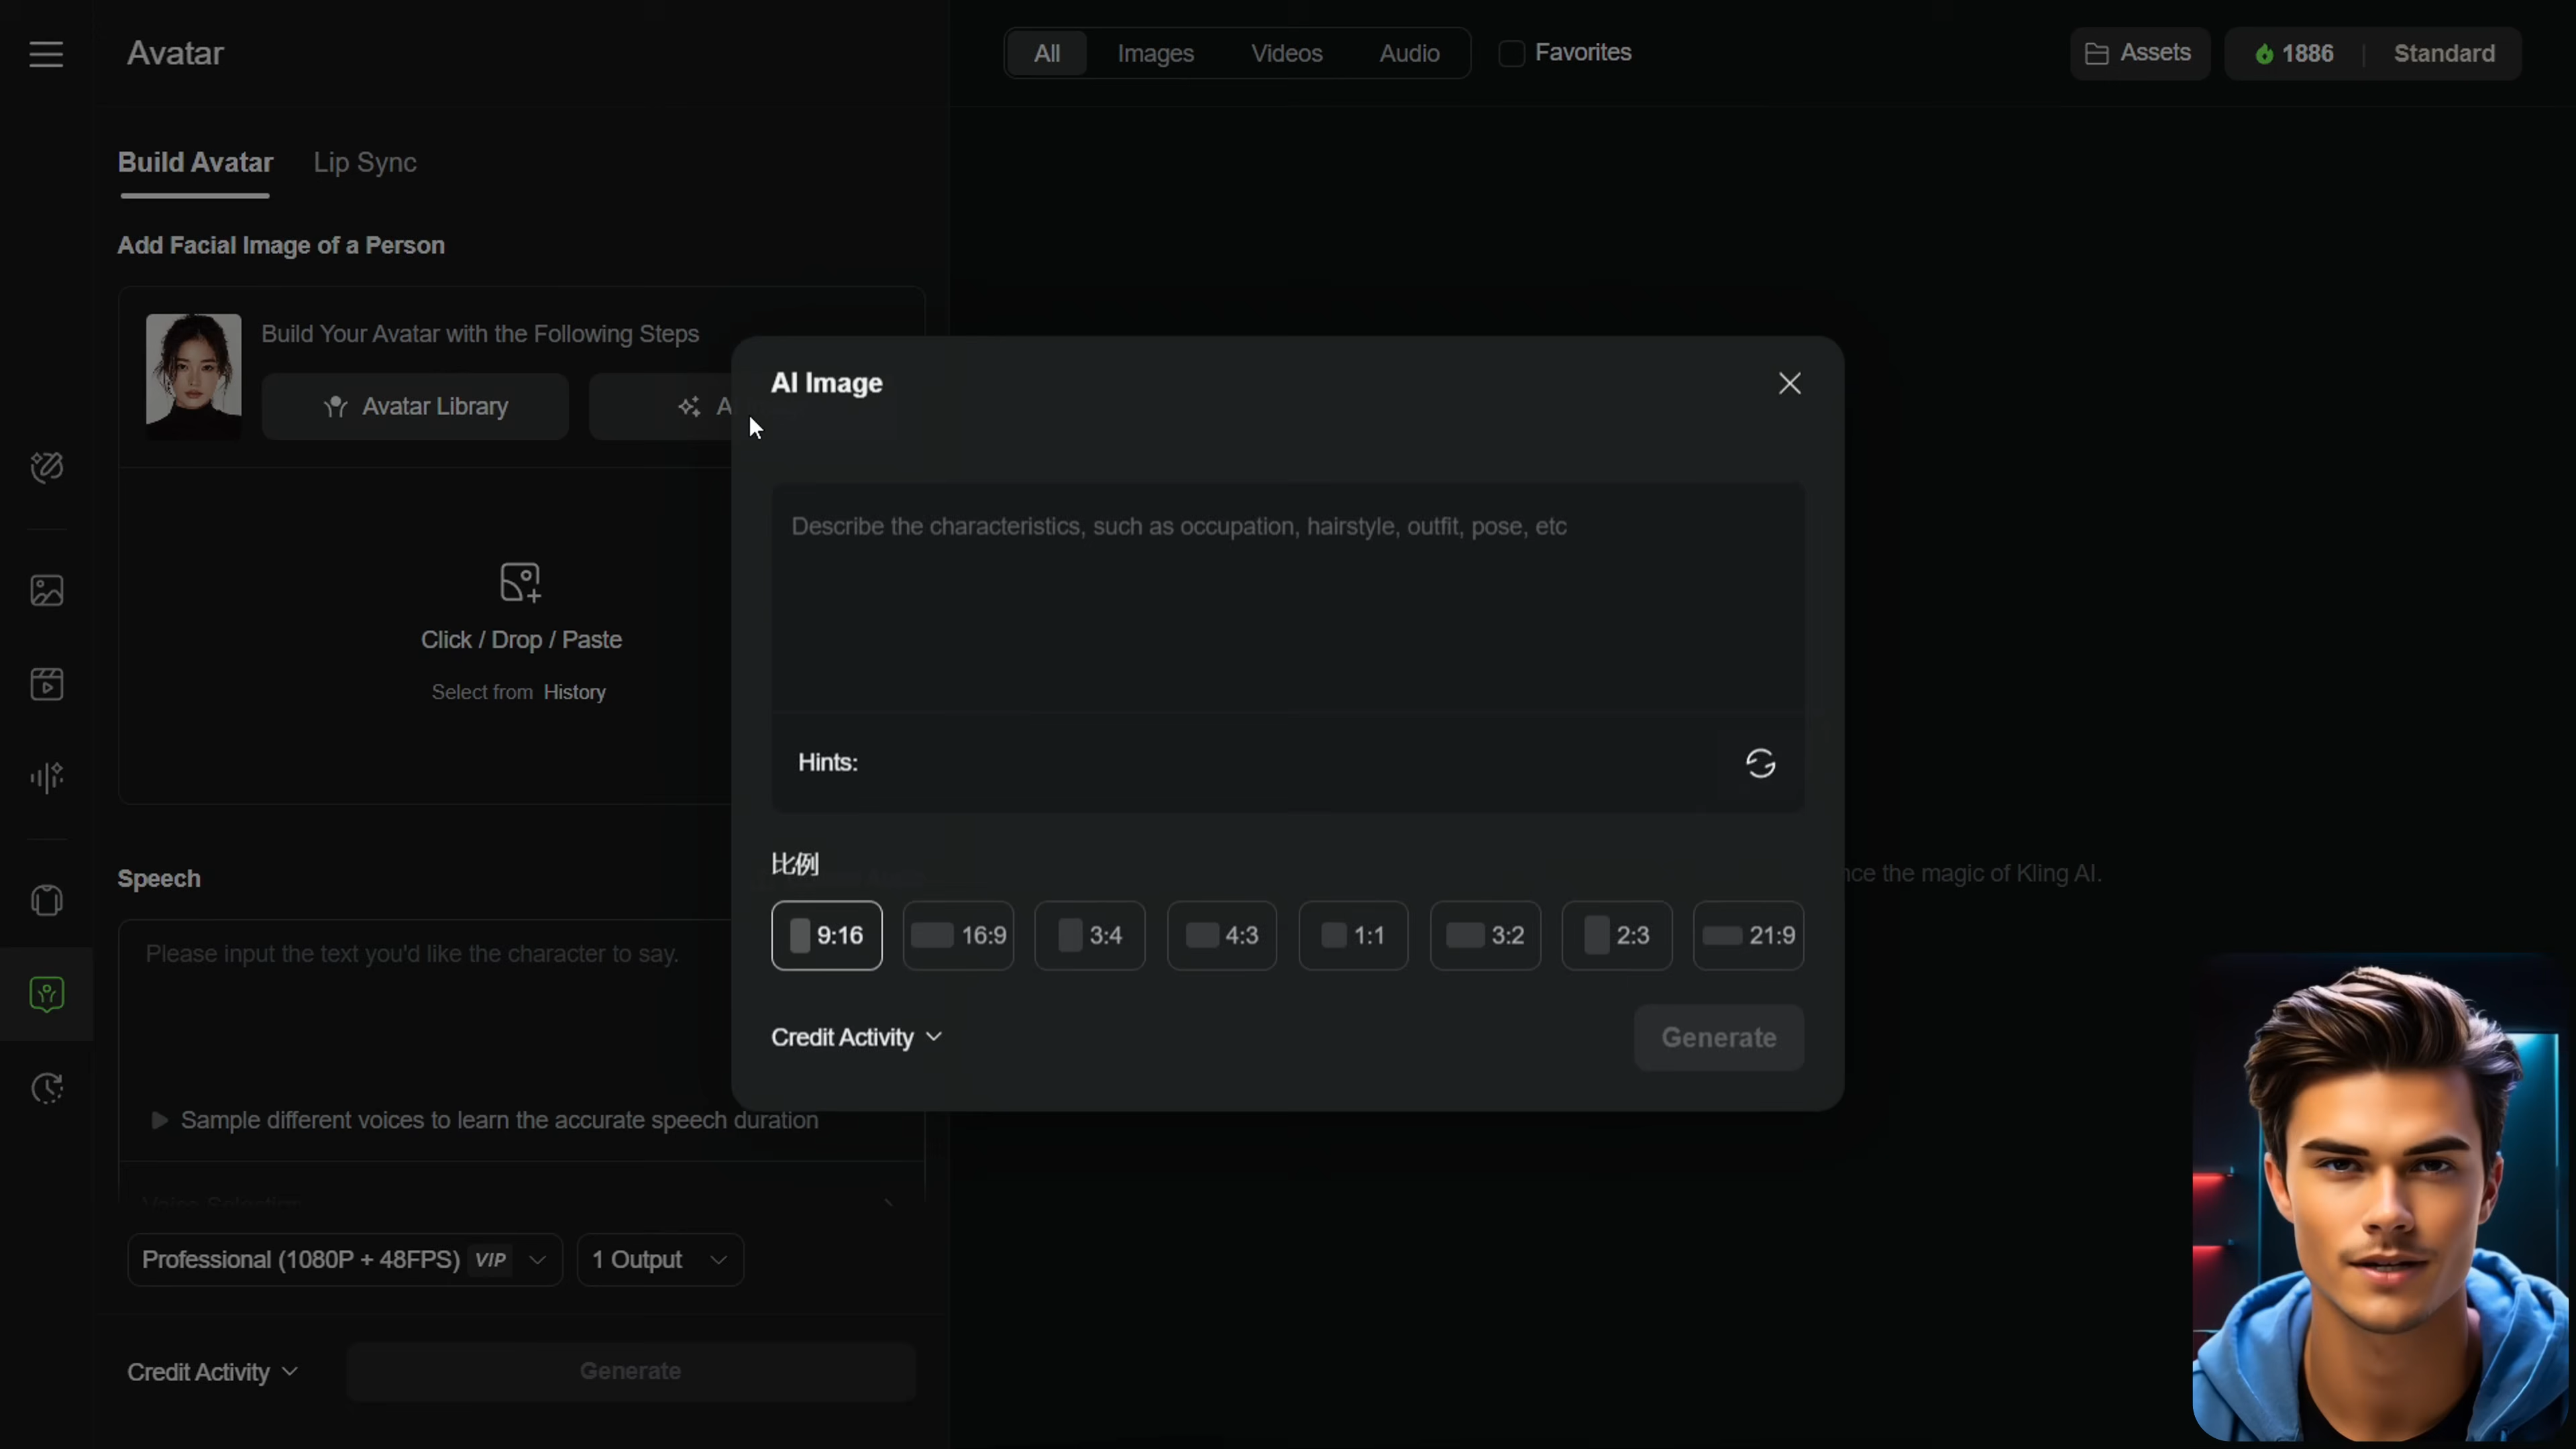 Avatar
All
Images
Videos
Audio
Favorites
Assets
1886
Standard
Build Avatar
Lip Sync
Add Facial Image of a Person
Build Your Avatar with the Following Steps
Avatar Library
A
Click / Drop / Paste
Select from History
Speech
Please input the text you'd like the character to say.
Sample different voices to learn the accurate speech duration
Voice Selection
Professional (1080P + 48FPS) VIP
1 Output
Credit Activity
Generate
AI Image
Describe the characteristics, such as occupation, hairstyle, outfit, pose, etc
Hints:
比例
9:16
16:9
3:4
4:3
1:1
3:2
2:3
21:9
Credit Activity
Generate
nce the magic of Kling AI.